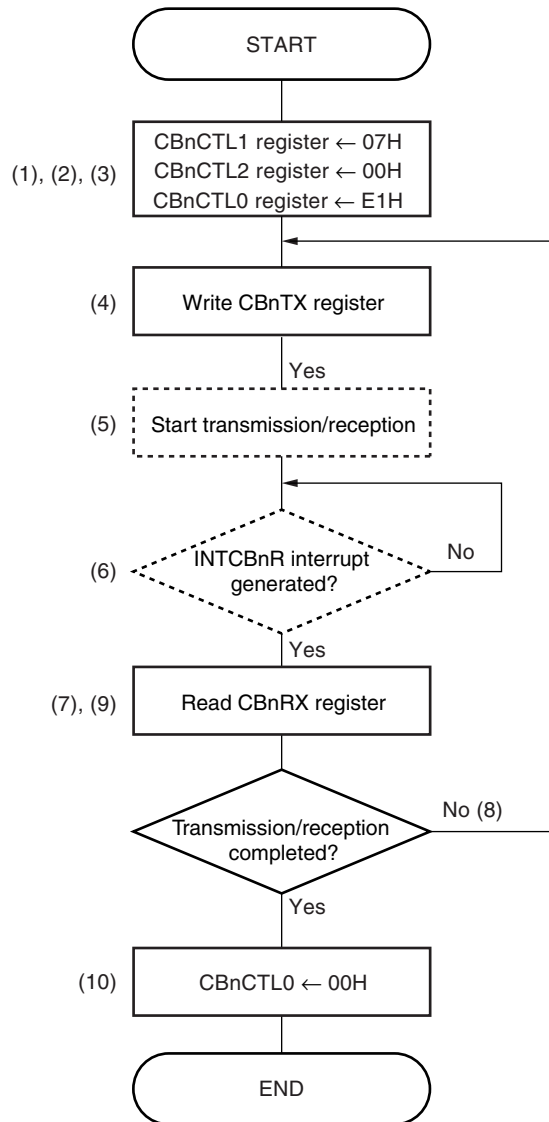 START
(1), (2), (3)
CBnCTL1 register ← 07H
CBnCTL2 register ← 00H
CBnCTL0 register ← E1H
(4)
Write CBnTX register
Yes
(5)
Start transmission/reception
(6)
INTCBnR interrupt
generated?
No
Yes
(7), (9)
Read CBnRX register
Transmission/reception
completed?
No (8)
Yes
(10)
CBnCTL0 ← 00H
END